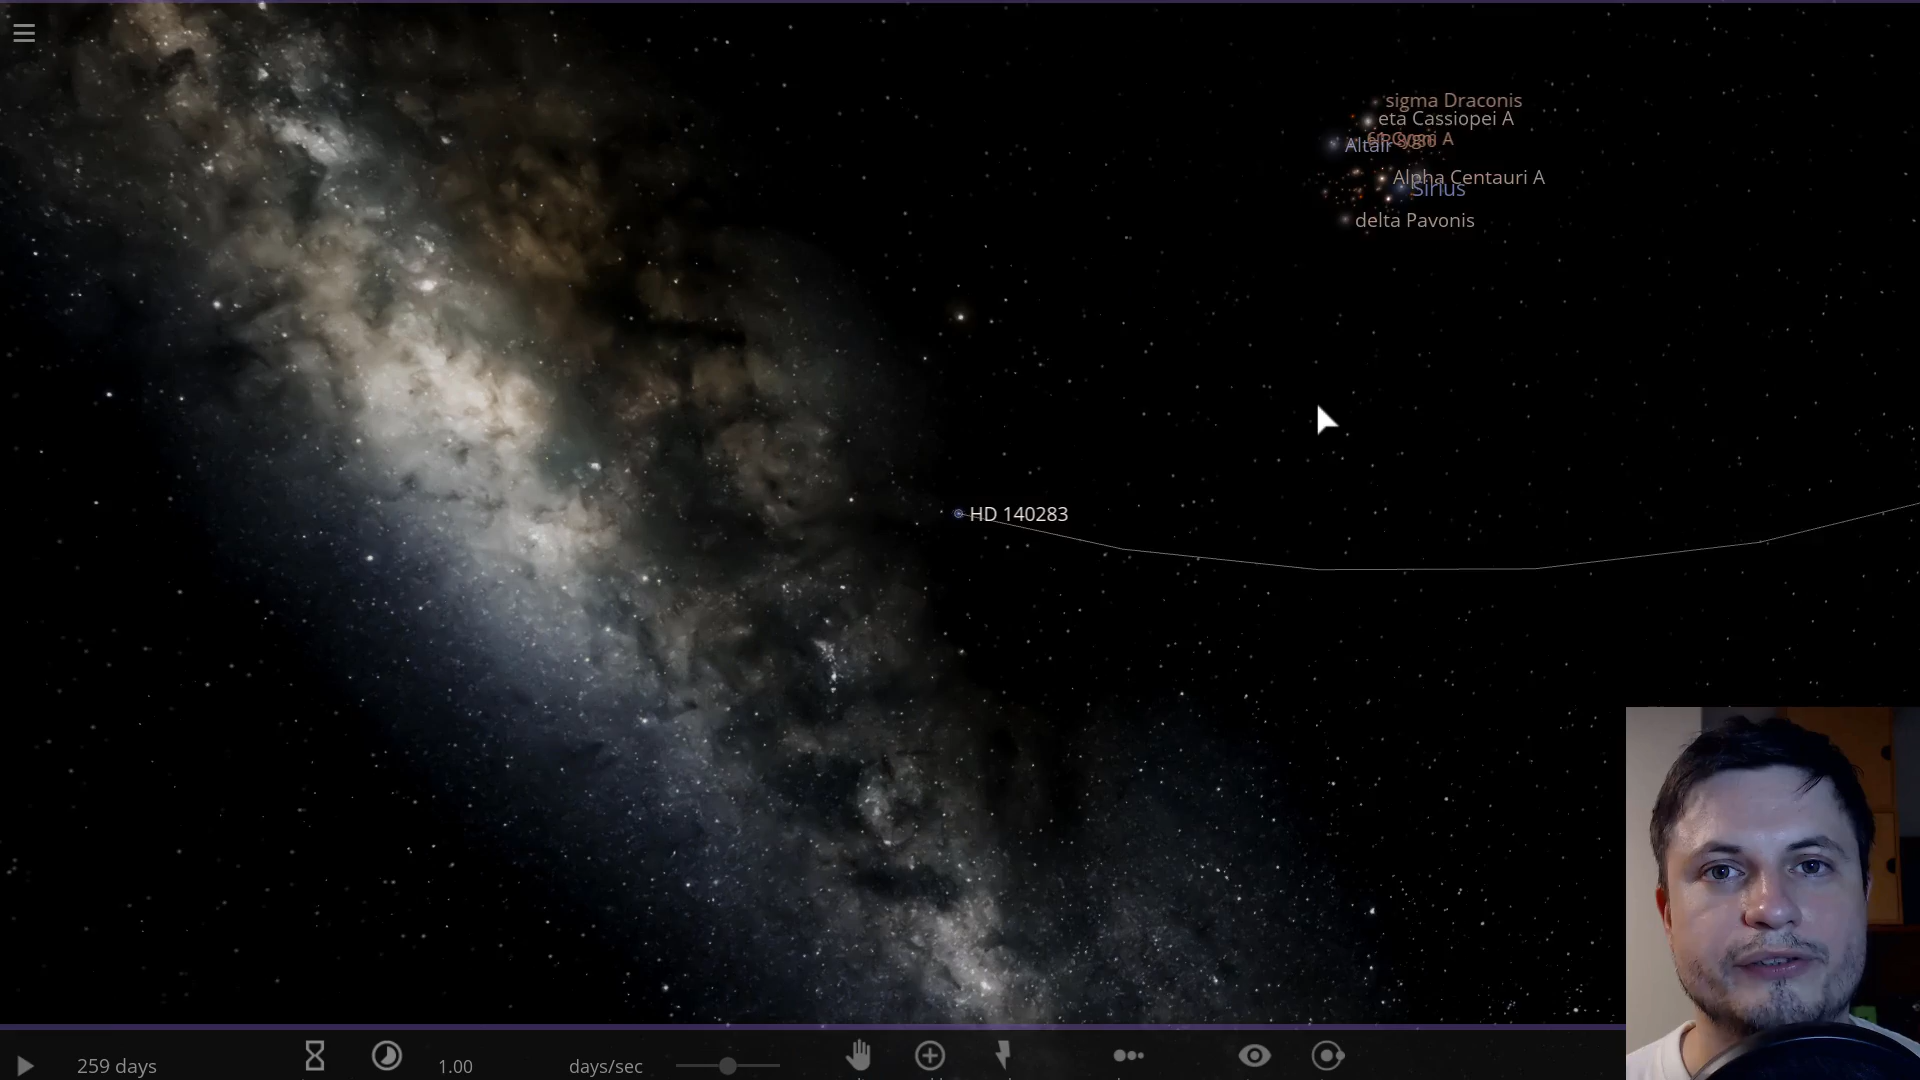 sigma Draconis
eta Cassiopei A
Altair
Alpha Centauri A
Sirius
delta Pavonis
HD 140283
259 days
1.00
days/sec